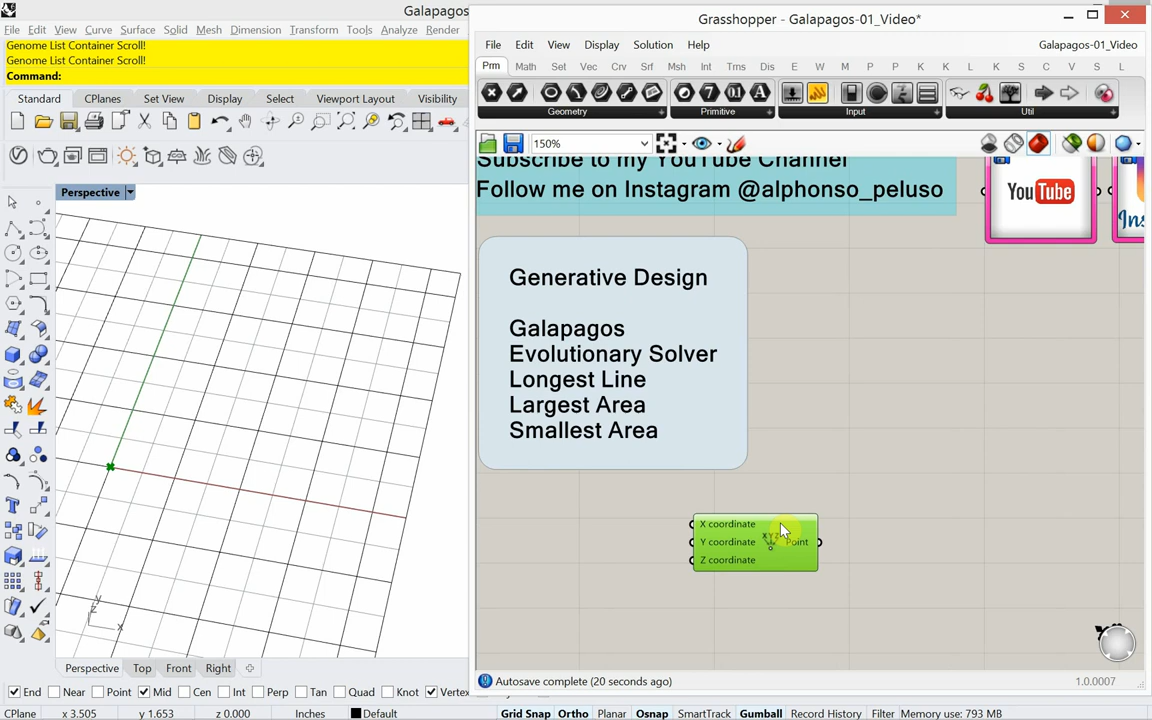 Galapagos
Grasshopper - Galapagos-01_Video*
File Edit View Curve Surface Solid Mesh Dimension Transform Tools Analyze Render
File Edit View Display Solution Help
Galapagos-01_Video
Genome List Container Scroll!
Genome List Container Scroll!
Command:
Prm Math Set Vec Crv Srf Msh Int Trns Dis E W M P P K K L K S C V S L
Standard CPlanes Set View Display Select Viewport Layout Visibility
Geometry Primitive Input Util
150%
Subscribe to my YouTube Channel
Follow me on Instagram @alphonso_peluso
YouTube
Ins
Perspective
Generative Design
Galapagos
Evolutionary Solver
Longest Line
Largest Area
Smallest Area
X coordinate
Y coordinate
Z coordinate
Point
z
y
x
Perspective Top Front Right
Autosave complete (20 seconds ago)
1.0.0007
End Near Point Mid Cen Int Perp Tan Quad Knot Vertex
CPlane x 3.505 y 1.653 z 0.000 Inches Default Grid Snap Ortho Planar Osnap SmartTrack Gumball Record History Filter Memory use: 793 MB